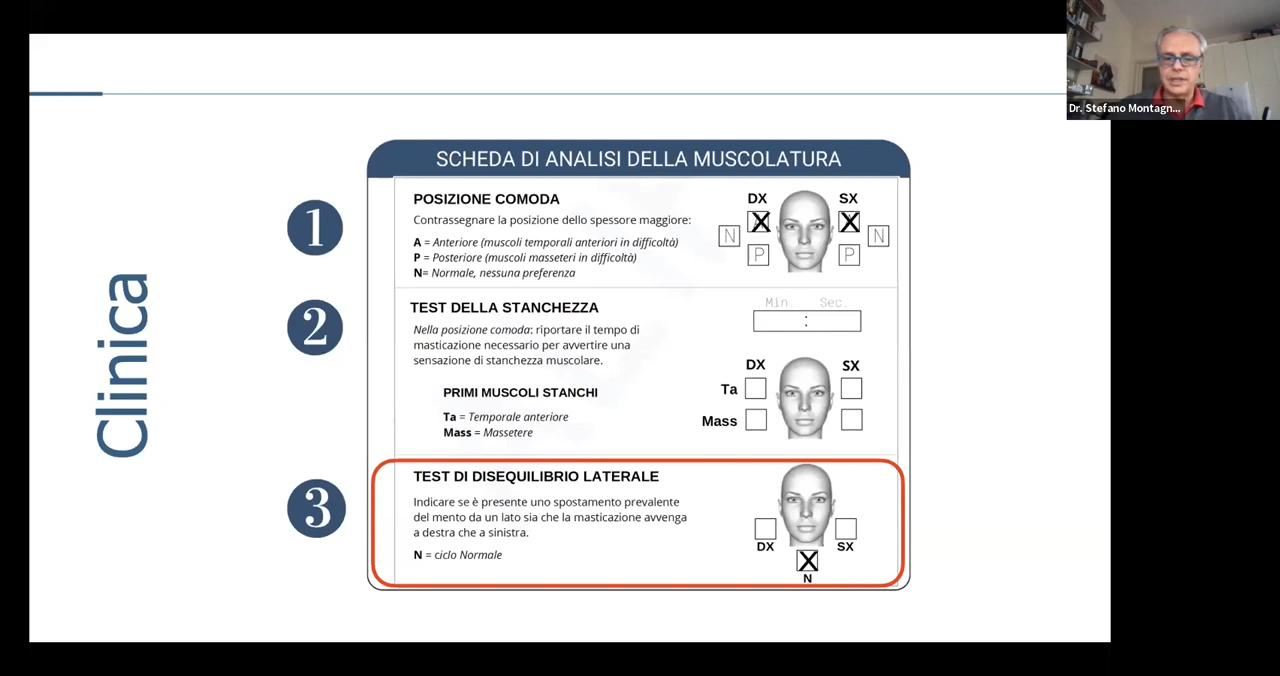 Dr. Stefano Montagn...
Clinica
SCHEDA DI ANALISI DELLA MUSCOLATURA
1
POSIZIONE COMODA
Contrassegnare la posizione dello spessore maggiore:
A = Anteriore (muscoli temporali anteriori in difficoltà)
P = Posteriore (muscoli masseteri in difficoltà)
N= Normale, nessuna preferenza
DX SX
X X
N N
P P
2
TEST DELLA STANCHEZZA
Nella posizione comoda: riportare il tempo di
masticazione necessario per avvertire una
sensazione di stanchezza muscolare.
Min. Sec.
:
PRIMI MUSCOLI STANCHI
Ta = Temporale anteriore
Mass = Massetere
DX SX
Ta
Mass
3
TEST DI DISEQUILIBRIO LATERALE
Indicare se è presente uno spostamento prevalente
del mento da un lato sia che la masticazione avvenga
a destra che a sinistra.
N = ciclo Normale
DX SX
X
N